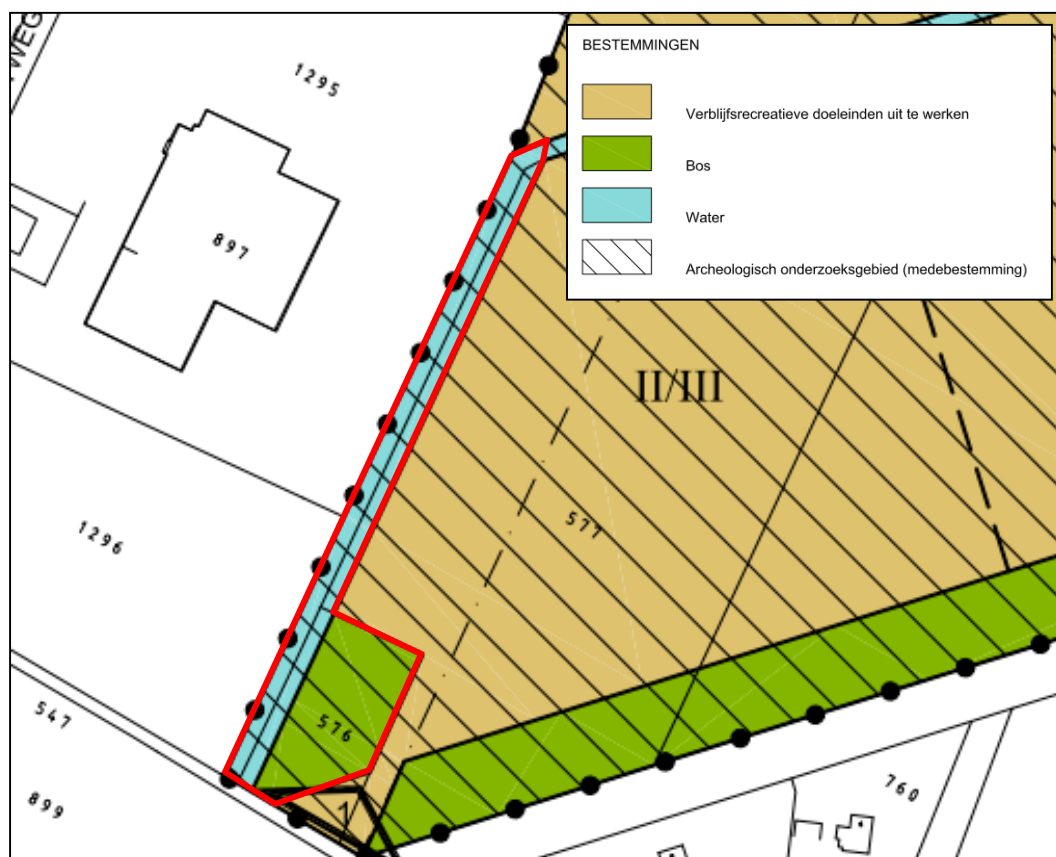 WEG
1295
897
1296
547
899
576
577
II/III
760
BESTEMMINGEN
Verblijfsrecreatieve doeleinden uit te werken
Bos
Water
Archeologisch onderzoeksgebied (medebestemming)